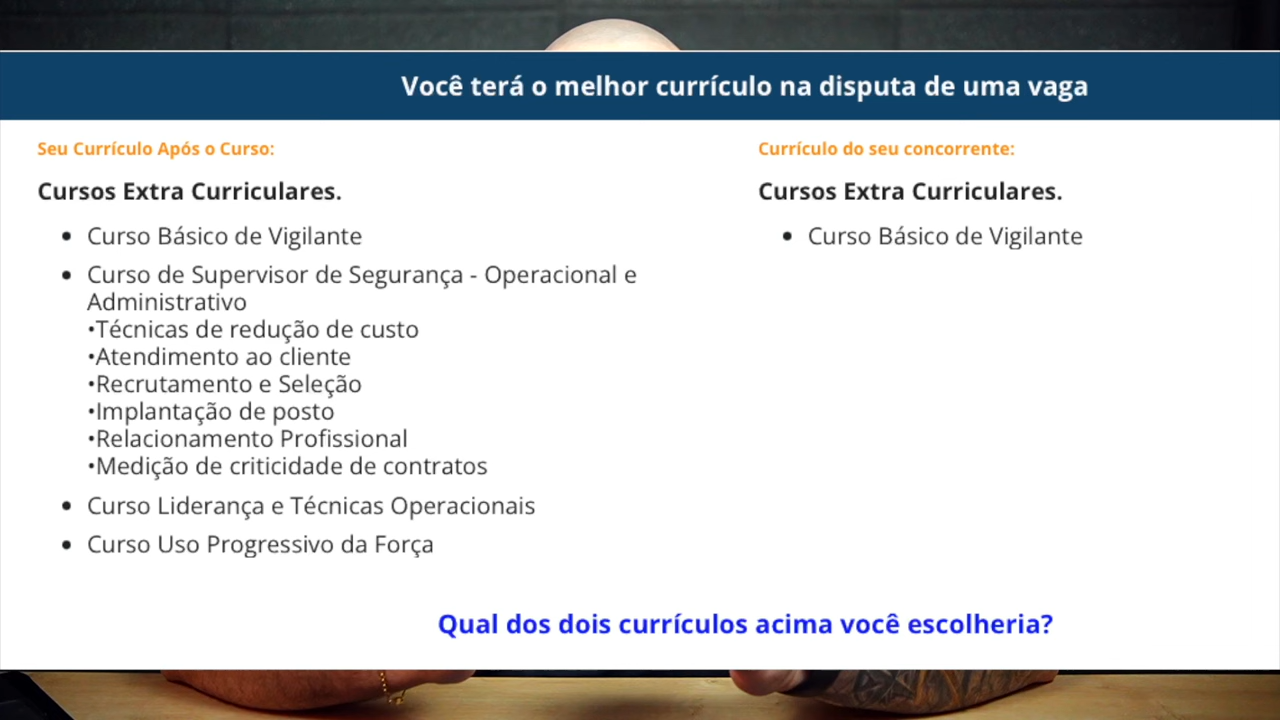 Você terá o melhor currículo na disputa de uma vaga
Seu Currículo Após o Curso:
Cursos Extra Curriculares.
• Curso Básico de Vigilante
• Curso de Supervisor de Segurança - Operacional e
Administrativo
•Técnicas de redução de custo
•Atendimento ao cliente
•Recrutamento e Seleção
•Implantação de posto
•Relacionamento Profissional
•Medição de criticidade de contratos
• Curso Liderança e Técnicas Operacionais
• Curso Uso Progressivo da Força
Currículo do seu concorrente:
Cursos Extra Curriculares.
• Curso Básico de Vigilante
Qual dos dois currículos acima você escolheria?